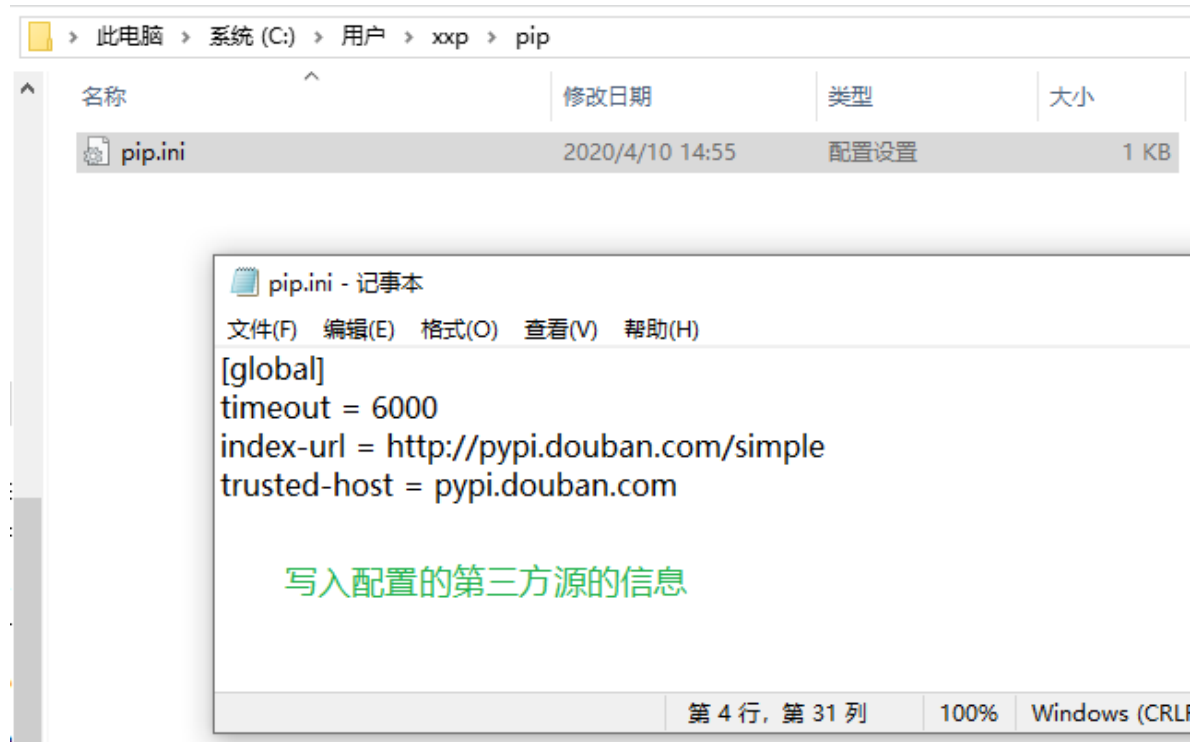 此电脑 > 系统 (C:) > 用户 > xxp > pip
名称 修改日期 类型 大小
pip.ini 2020/4/10 14:55 配置设置 1 KB
pip.ini - 记事本
文件(F) 编辑(E) 格式(O) 查看(V) 帮助(H)
[global]
timeout = 6000
index-url = http://pypi.douban.com/simple
trusted-host = pypi.douban.com
写入配置的第三方源的信息
第 4 行, 第 31 列 100% Windows (CRLF